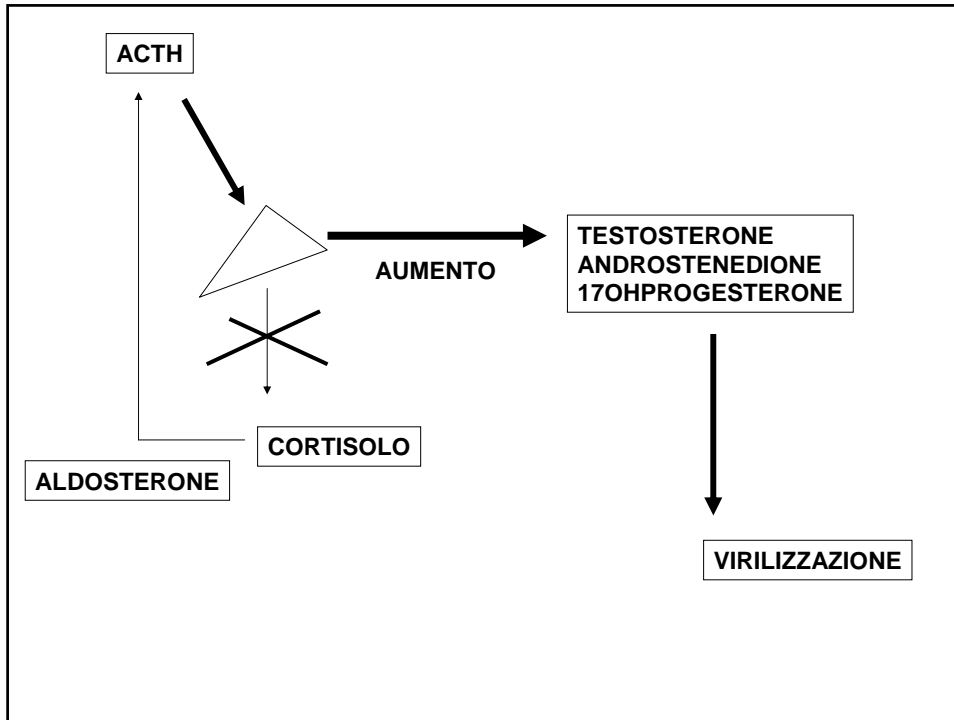 ACTH
AUMENTO
TESTOSTERONE
ANDROSTENEDIONE
17OHPROGESTERONE
CORTISOLO
ALDOSTERONE
VIRILIZZAZIONE